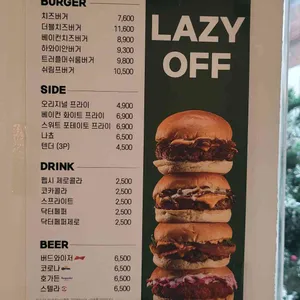 BURGER
치즈버거 7,600
더블치즈버거 11,600
베이컨치즈버거 8,900
하와이안버거 9,300
트러플머쉬룸버거 9,800
쉬림프버거 10,500
SIDE
오리지널 프라이 4,900
베이컨 화이트 프라이 6,900
스위트 포테이토 프라이 6,900
나쵸 6,500
텐더 (3P) 4,500
DRINK
펩시 제로콜라 2,500
코카콜라 2,500
스프라이트 2,500
닥터페퍼 2,500
닥터페퍼제로 2,500
BEER
버드와이저 6,500
코로나 6,500
호가든 6,500
스텔라 6,500
LAZY
OFF